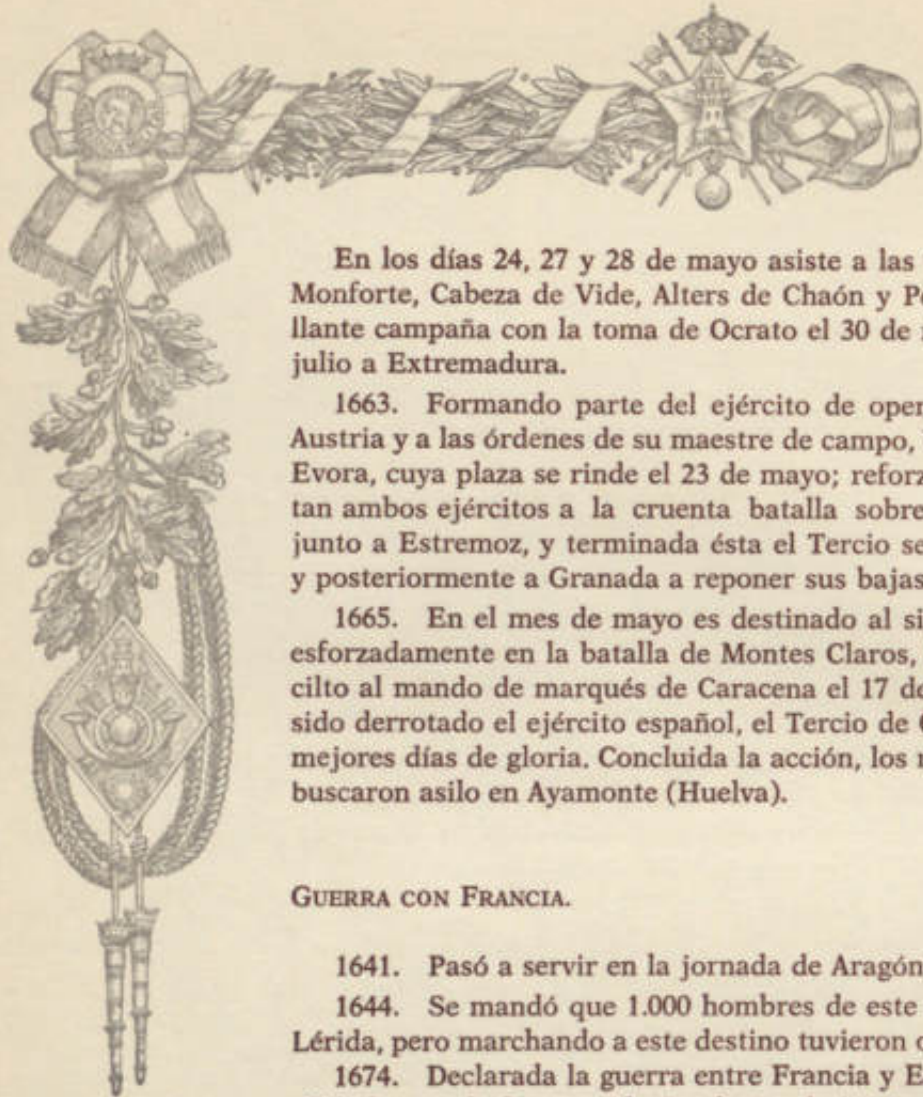 En los días 24, 27 y 28 de mayo asiste a las
Monforte, Cabeza de Vide, Alters de Chaón y
llante campaña con la toma de Ocrato el 30 de
julio a Extremadura.
1663. Formando parte del ejército de oper
Austria y a las órdenes de su maestre de campo,
Evora, cuya plaza se rinde el 23 de mayo; reforz
tan ambos ejércitos a la cruenta batalla sobre
junto a Estremoz, y terminada ésta el Tercio se
y posteriormente a Granada a reponer sus bajas
1665. En el mes de mayo es destinado al si
esforzadamente en la batalla de Montes Claros,
cilto al mando de marqués de Caracena el 17 de
sido derrotado el ejército español, el Tercio de
mejores días de gloria. Concluida la acción, los
buscaron asilo en Ayamonte (Huelva).
GUERRA CON FRANCIA.
1641. Pasó a servir en la jornada de Aragón
1644. Se mandó que 1.000 hombres de este
Lérida, pero marchando a este destino tuvieron
1674. Declarada la guerra entre Francia y E